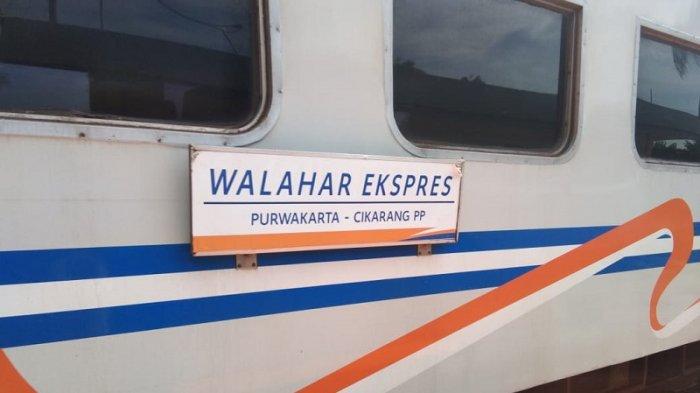 WALAHAR EKSPRES
PURWAKARTA - CIKARANG PP